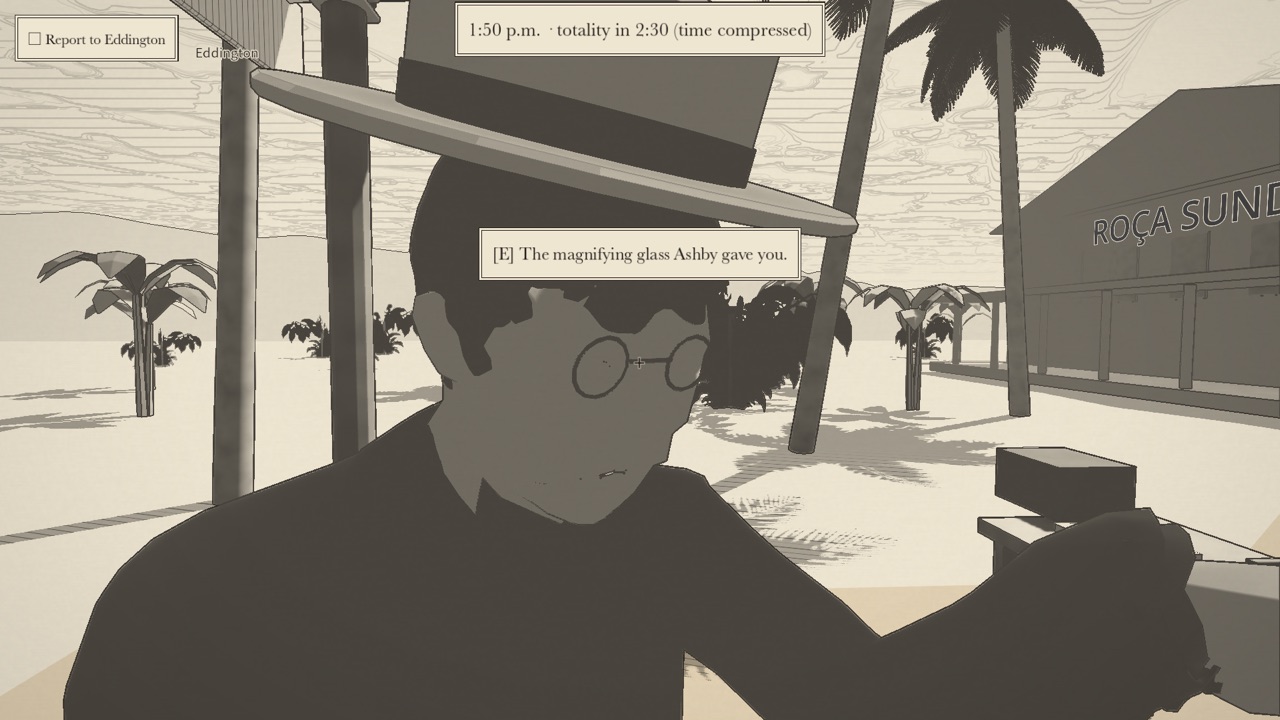 ☐ Report to Eddington
Eddington
1:50 p.m. · totality in 2:30 (time compressed)
ROÇA SUND
[E] The magnifying glass Ashby gave you.